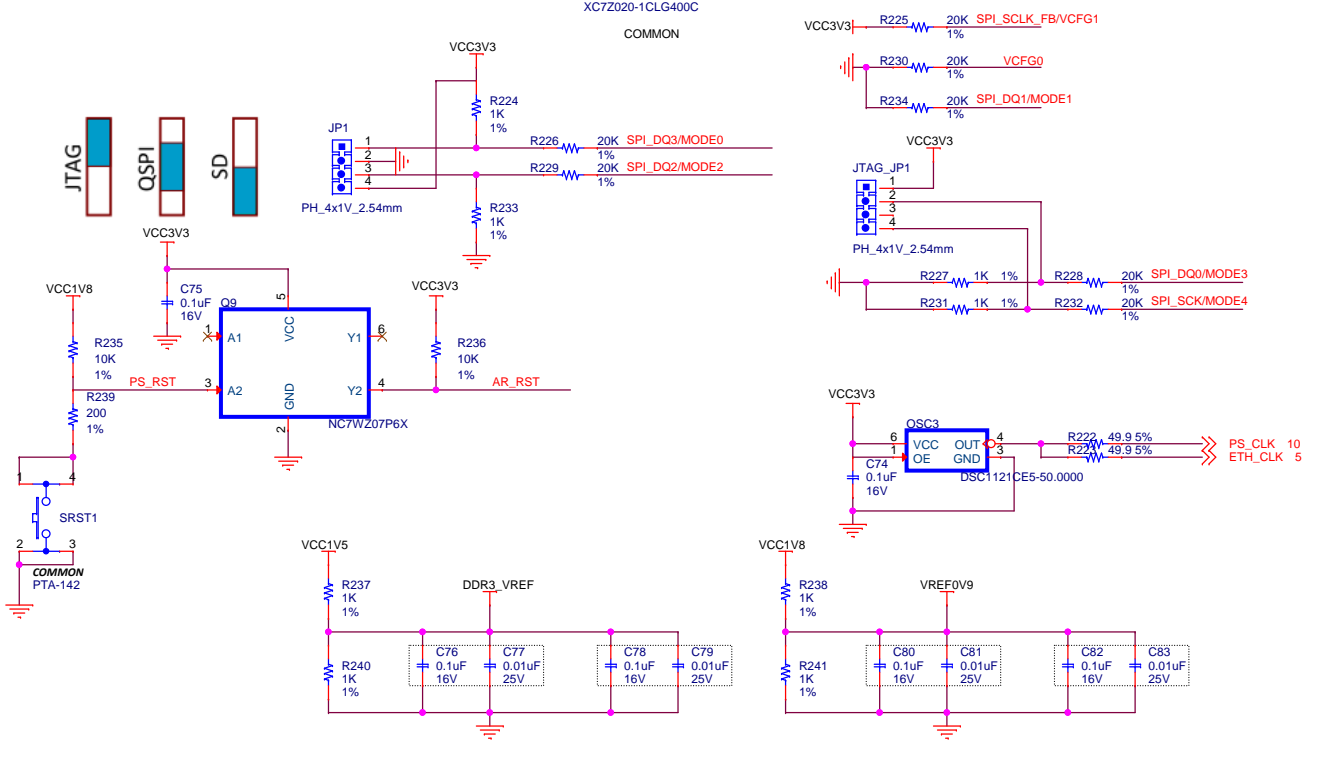 XC7Z020-1CLG400C
COMMON
VCC3V3
R225
20K
1%
SPI_SCLK_FB/VCFG1
R230
20K
1%
VCFG0
R234
20K
1%
SPI_DQ1/MODE1
JTAG
QSPI
SD
VCC3V3
R224
1K
1%
JP1
1
2
3
4
PH_4x1V_2.54mm
R226
20K
1%
SPI_DQ3/MODE0
R229
20K
1%
SPI_DQ2/MODE2
R233
1K
1%
VCC3V3
JTAG_JP1
1
2
3
4
PH_4x1V_2.54mm
R227
1K
1%
R228
20K
1%
SPI_DQ0/MODE3
R231
1K
1%
R232
20K
1%
SPI_SCK/MODE4
VCC3V3
C75
0.1uF
16V
VCC1V8
R235
10K
1%
PS_RST
R239
200
1%
Q9
1
A1
3
A2
5
VCC
GND
2
Y1
6
Y2
4
NC7WZ07P6X
VCC3V3
R236
10K
1%
AR_RST
1
4
SRST1
2
3
COMMON
PTA-142
VCC3V3
OSC3
6
VCC
1
OE
OUT
4
GND
3
DSC1121CE5-50.0000
C74
0.1uF
16V
R222
49.9 5%
PS_CLK 10
49.9 5%
ETH_CLK 5
VCC1V5
R237
1K
1%
DDR3_VREF
R240
1K
1%
C76
0.1uF
16V
C77
0.01uF
25V
C78
0.1uF
16V
C79
0.01uF
25V
VCC1V8
R238
1K
1%
VREF0V9
R241
1K
1%
C80
0.1uF
16V
C81
0.01uF
25V
C82
0.1uF
16V
C83
0.01uF
25V